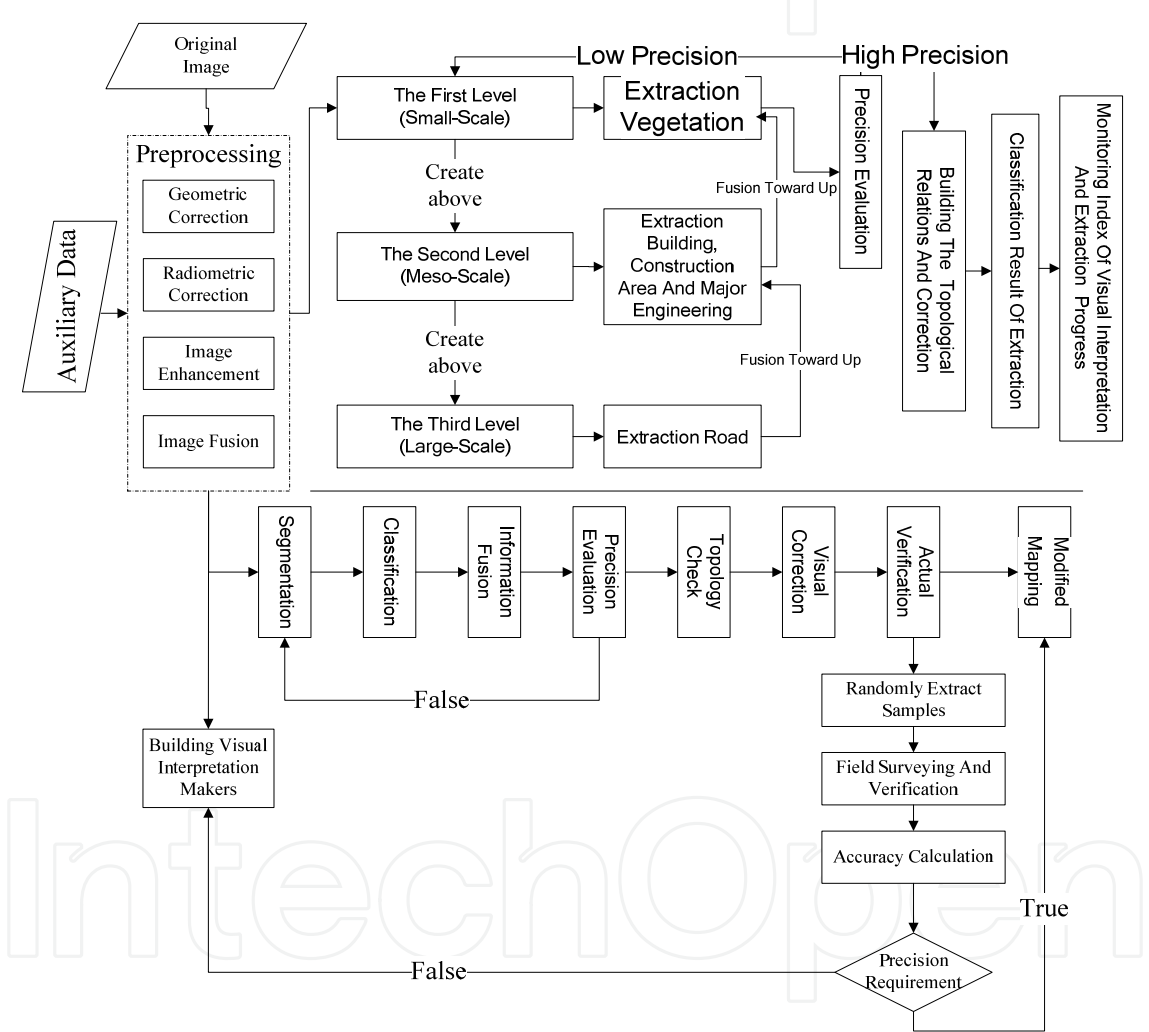 Original
Image
Low Precision
High Precision
Preprocessing
Geometric
Correction
Radiometric
Correction
Image
Enhancement
Image Fusion
Auxiliary Data
The First Level
(Small-Scale)
Extraction
Vegetation
Create
above
The Second Level
(Meso-Scale)
Extraction
Building,
Construction
Area And Major
Engineering
Create
above
The Third Level
(Large-Scale)
Extraction Road
Fusion Toward Up
Fusion Toward Up
Precision Evaluation
Building The Topological
Relations And Correction
Classification Result Of Extraction
Monitoring Index Of Visual Interpretation
And Extraction Progress
Segmentation
Classification
Information
Fusion
Precision
Evaluation
Topology
Check
Visual
Correction
Actual
Verification
Modified
Mapping
False
Building Visual
Interpretation
Makers
Randomly Extract
Samples
Field Surveying And
Verification
Accuracy Calculation
True
Precision
Requirement
False
IntechOpen